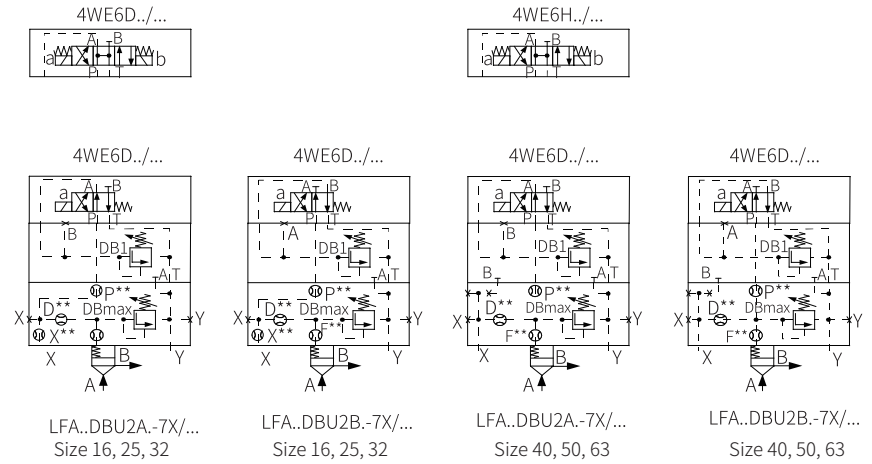 4WE6D../... 4WE6H../...
A B A B
a b a b
P T P T
4WE6D../... 4WE6D../... 4WE6D../... 4WE6D../...
A B A B A B A B
a a a a
P T P T P T P T
B A A A
DB1 DB1 DB1 DB1
A T A T B A T B A T
P** P** P** P**
D** DBmax D** DBmax D** DBmax D** DBmax
X Y X Y X Y X Y
X** X** F** F** F**
X Y X Y X Y X Y
B B B B
A A A A
LFA..DBU2A.-7X/... LFA..DBU2B.-7X/... LFA..DBU2A.-7X/... LFA..DBU2B.-7X/...
Size 16, 25, 32 Size 16, 25, 32 Size 40, 50, 63 Size 40, 50, 63